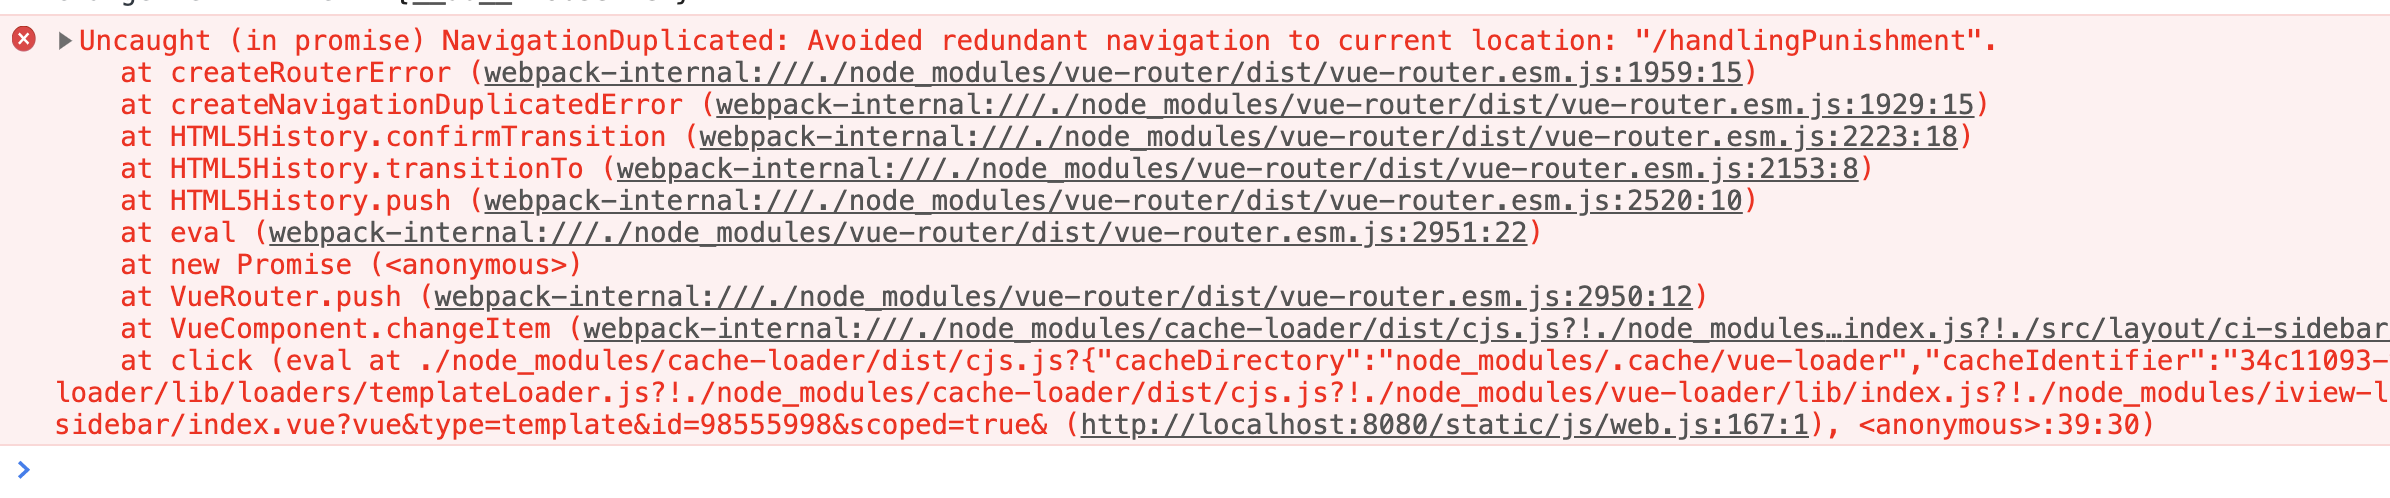 Uncaught (in promise) NavigationDuplicated: Avoided redundant navigation to current location: "/handlingPunishment".
at createRouterError (webpack-internal:///./node_modules/vue-router/dist/vue-router.esm.js:1959:15)
at createNavigationDuplicatedError (webpack-internal:///./node_modules/vue-router/dist/vue-router.esm.js:1929:15)
at HTML5History.confirmTransition (webpack-internal:///./node_modules/vue-router/dist/vue-router.esm.js:2223:18)
at HTML5History.transitionTo (webpack-internal:///./node_modules/vue-router/dist/vue-router.esm.js:2153:8)
at HTML5History.push (webpack-internal:///./node_modules/vue-router/dist/vue-router.esm.js:2520:10)
at eval (webpack-internal:///./node_modules/vue-router/dist/vue-router.esm.js:2951:22)
at new Promise (<anonymous>)
at VueRouter.push (webpack-internal:///./node_modules/vue-router/dist/vue-router.esm.js:2950:12)
at VueComponent.changeItem (webpack-internal:///./node_modules/cache-loader/dist/cjs.js?!./node_modules…index.js?!./src/layout/ci-sidebar
at click (eval at ./node_modules/cache-loader/dist/cjs.js?{"cacheDirectory":"node_modules/.cache/vue-loader","cacheIdentifier":"34c11093-
loader/lib/loaders/templateLoader.js?!./node_modules/cache-loader/dist/cjs.js?!./node_modules/vue-loader/lib/index.js?!./node_modules/iview-l
sidebar/index.vue?vue&type=template&id=98555998&scoped=true& (http://localhost:8080/static/js/web.js:167:1), <anonymous>:39:30)